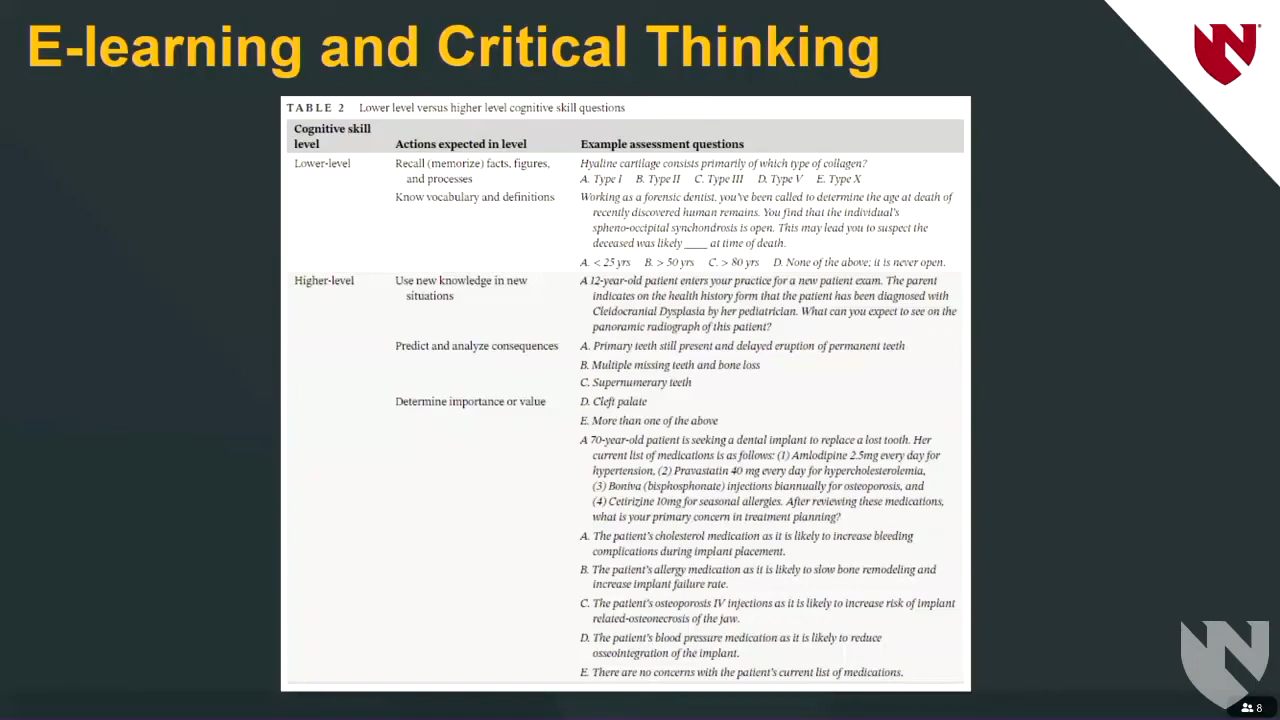 E-learning and Critical Thinking
TABLE 2 Lower level versus higher level cognitive skill questions
Cognitive skill
level Actions expected in level Example assessment questions
Lower-level Recall (memorize) facts, figures, Hyaline cartilage consists primarily of which type of collagen?
and processes A. Type I B. Type II C. Type III D. Type V E. Type X
Know vocabulary and definitions Working as a forensic dentist, you've been called to determine the age at death of
recently discovered human remains. You find that the individual's
spheno-occipital synchondrosis is open. This may lead you to suspect the
deceased was likely ____ at time of death.
A. < 25 yrs B. > 50 yrs C. > 80 yrs D. None of the above; it is never open.
Higher-level Use new knowledge in new A 12-year-old patient enters your practice for a new patient exam. The parent
situations indicates on the health history form that the patient has been diagnosed with
Cleidocranial Dysplasia by her pediatrician. What can you expect to see on the
panoramic radiograph of this patient?
Predict and analyze consequences A. Primary teeth still present and delayed eruption of permanent teeth
B. Multiple missing teeth and bone loss
C. Supernumerary teeth
Determine importance or value D. Cleft palate
E. More than one of the above
A 70-year-old patient is seeking a dental implant to replace a lost tooth. Her
current list of medications is as follows: (1) Amlodipine 2.5mg every day for
hypertension, (2) Pravastatin 40 mg every day for hypercholesterolemia,
(3) Boniva (bisphosphonate) injections biannually for osteoporosis, and
(4) Cetirizine 10mg for seasonal allergies. After reviewing these medications,
what is your primary concern in treatment planning?
A. The patient's cholesterol medication as it is likely to increase bleeding
complications during implant placement.
B. The patient's allergy medication as it is likely to slow bone remodeling and
increase implant failure rate.
C. The patient's osteoporosis IV injections as it is likely to increase risk of implant
related-osteonecrosis of the jaw.
D. The patient's blood pressure medication as it is likely to reduce
osseointegration of the implant.
E. There are no concerns with the patient's current list of medications.
N
N
8